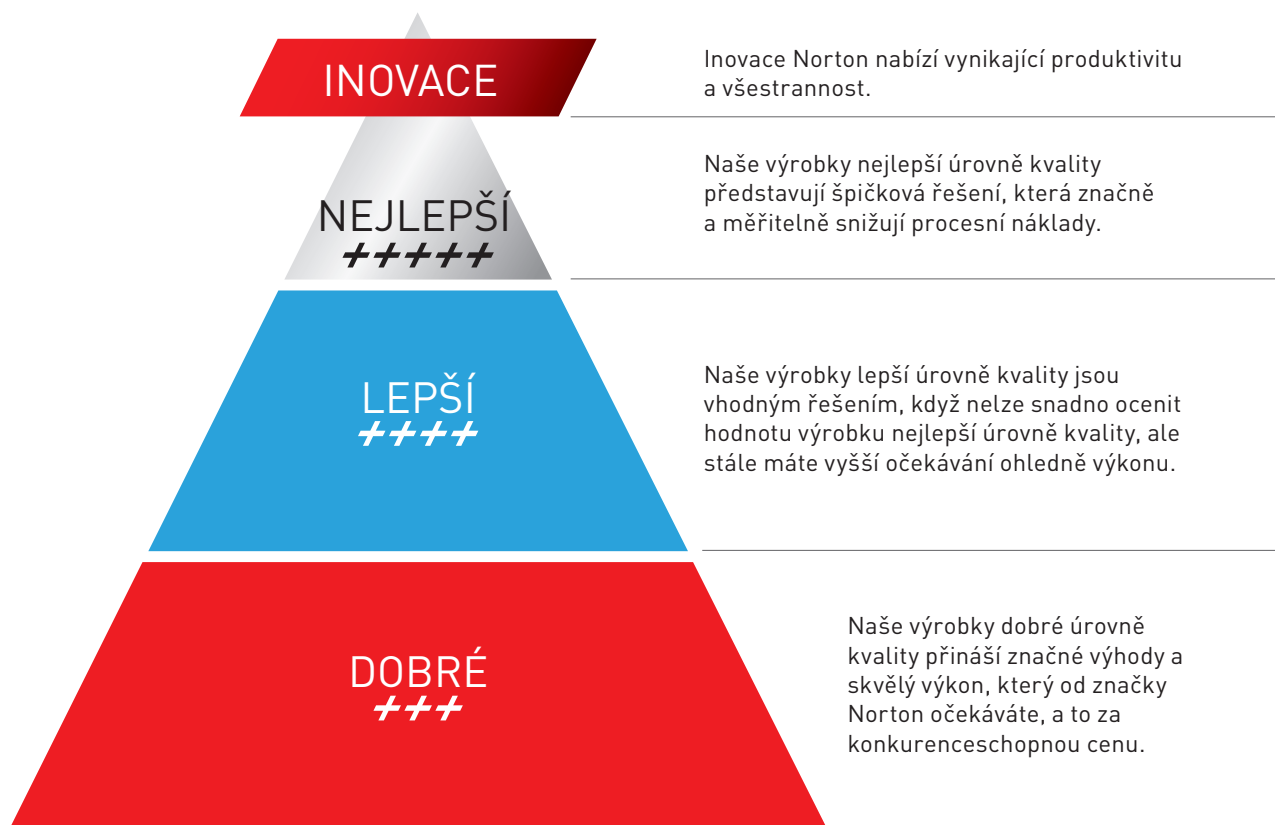 INOVACE
Inovace Norton nabízí vynikající produktivitu
a všestrannost.
NEJLEPŠÍ
+++++
Naše výrobky nejlepší úrovně kvality
představují špičková řešení, která značně
a měřitelně snižují procesní náklady.
LEPŠÍ
++++
Naše výrobky lepší úrovně kvality jsou
vhodným řešením, když nelze snadno ocenit
hodnotu výrobku nejlepší úrovně kvality, ale
stále máte vyšší očekávání ohledně výkonu.
DOBRÉ
+++
Naše výrobky dobré úrovně
kvality přináší značné výhody a
skvělý výkon, který od značky
Norton očekáváte, a to za
konkurenceschopnou cenu.